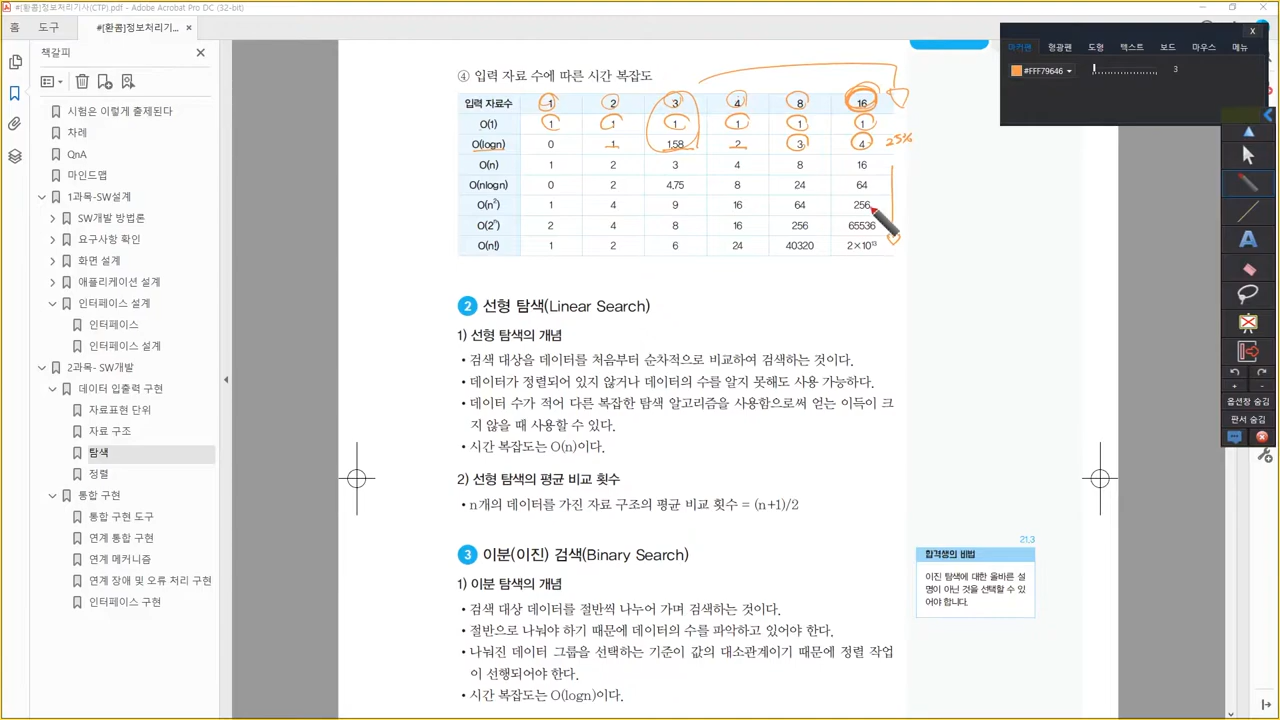 #[환콤]정보처리기사(CTP).pdf - Adobe Acrobat Pro DC (32-bit)
홈 도구 #[환콤]정보처리기... ×
책갈피
시험은 이렇게 출제된다
차례
QnA
마인드맵
1과목-SW설계
SW개발 방법론
요구사항 확인
화면 설계
애플리케이션 설계
인터페이스 설계
인터페이스
인터페이스 설계
2과목- SW개발
데이터 입출력 구현
자료표현 단위
자료 구조
탐색
정렬
통합 구현
통합 구현 도구
연계 통합 구현
연계 메커니즘
연계 장애 및 오류 처리 구현
인터페이스 구현
④ 입력 자료 수에 따른 시간 복잡도
입력 자료수 1 2 3 4 8 16
O(1) 1 1 1 1 1 1
O(logn) 0 1 1.58 2 3 4 25%
O(n) 1 2 3 4 8 16
O(nlogn) 0 2 4.75 8 24 64
O(n²) 1 4 9 16 64 256
O(2ⁿ) 2 4 8 16 256 65536
O(n!) 1 2 6 24 40320 2×10¹³
2 선형 탐색(Linear Search)
1) 선형 탐색의 개념
• 검색 대상을 데이터를 처음부터 순차적으로 비교하여 검색하는 것이다.
• 데이터가 정렬되어 있지 않거나 데이터의 수를 알지 못해도 사용 가능하다.
• 데이터 수가 적어 다른 복잡한 탐색 알고리즘을 사용함으로써 얻는 이득이 크
지 않을 때 사용할 수 있다.
• 시간 복잡도는 O(n)이다.
2) 선형 탐색의 평균 비교 횟수
• n개의 데이터를 가진 자료 구조의 평균 비교 횟수 = (n+1)/2
3 이분(이진) 검색(Binary Search)
1) 이분 탐색의 개념
• 검색 대상 데이터를 절반씩 나누어 가며 검색하는 것이다.
• 절반으로 나눠야 하기 때문에 데이터의 수를 파악하고 있어야 한다.
• 나눠진 데이터 그룹을 선택하는 기준이 값의 대소관계이기 때문에 정렬 작업
이 선행되어야 한다.
• 시간 복잡도는 O(logn)이다.
21.3
합격생의 비법
이진 탐색에 대한 올바른 설
명이 아닌 것을 선택할 수 있
어야 합니다.
X
마커펜 형광펜 도형 텍스트 보드 마우스 메뉴
#FFF79646 3
A
옵션창 숨김
판서 숨김